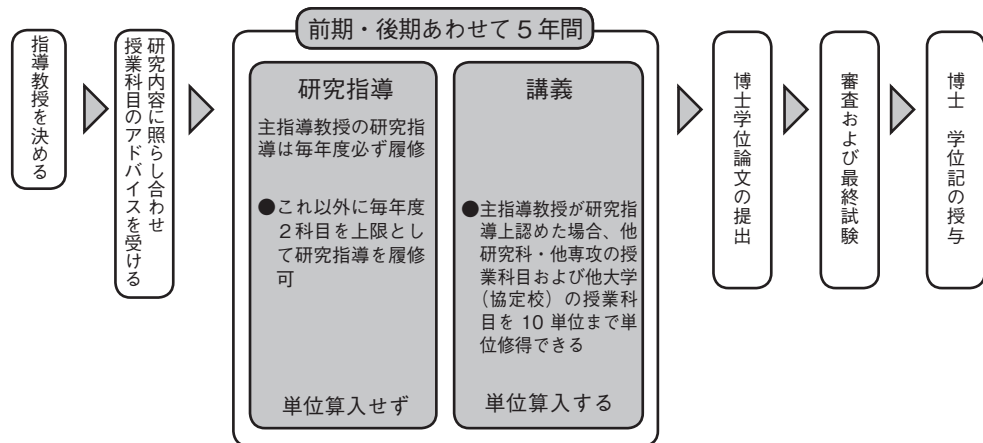 指導教授を決める
研究内容に照らし合わせ
授業科目のアドバイスを受ける
前期・後期あわせて5年間
研究指導
主指導教授の研究指
導は毎年度必ず履修
●これ以外に毎年度
2科目を上限とし
て研究指導を履修
可
単位算入せず
講義
●主指導教授が研究指
導上認めた場合、他
研究科・他専攻の授
業科目および他大学
（協定校）の授業科
目を 10 単位まで単
位修得できる
単位算入する
博士学位論文の提出
審査および最終試験
博士 学位記の授与